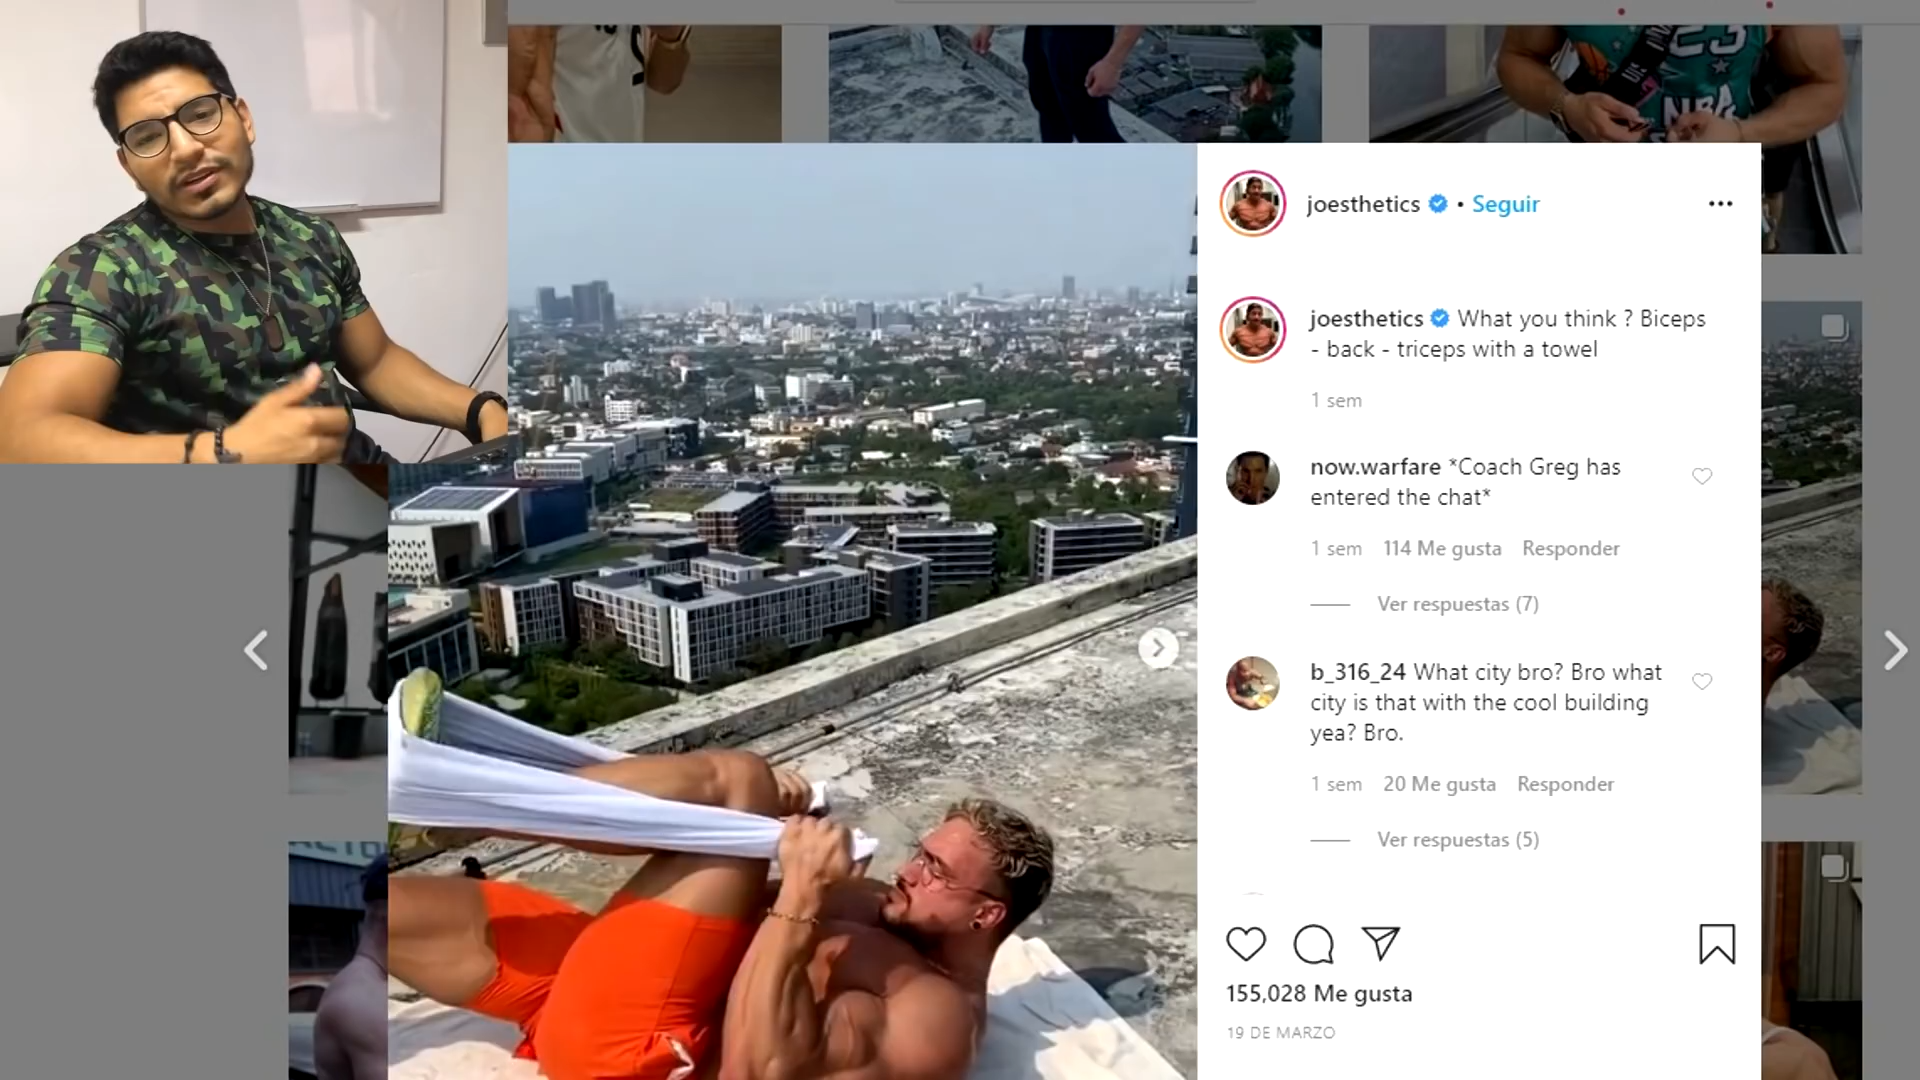 23
NBA
joesthetics • Seguir
joesthetics What you think ? Biceps
- back - triceps with a towel
1 sem
now.warfare *Coach Greg has
entered the chat*
1 sem 114 Me gusta Responder
Ver respuestas (7)
b_316_24 What city bro? Bro what
city is that with the cool building
yea? Bro.
1 sem 20 Me gusta Responder
Ver respuestas (5)
155,028 Me gusta
19 DE MARZO